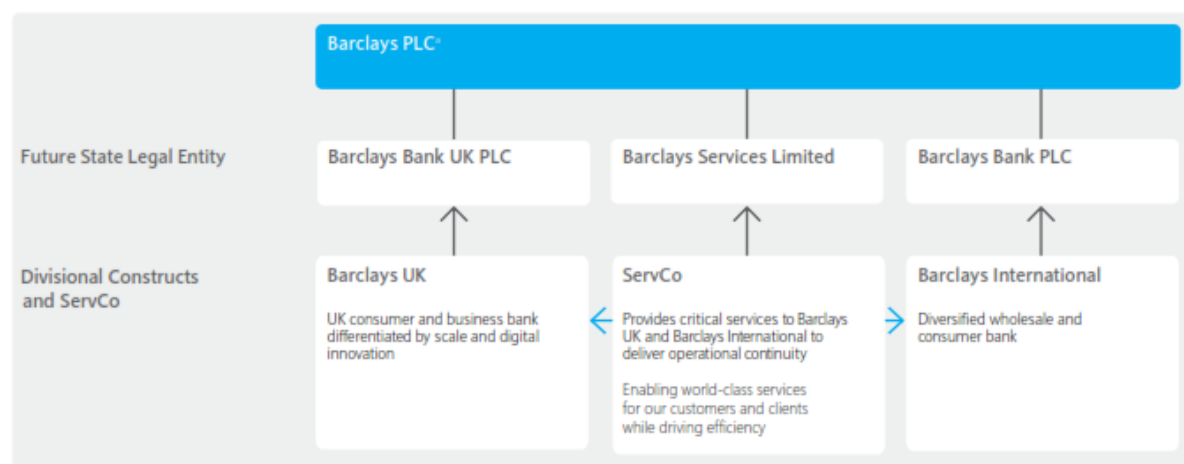 Barclays PLC
Future State Legal Entity
Barclays Bank UK PLC
Barclays Services Limited
Barclays Bank PLC
Divisional Constructs
and ServCo
Barclays UK
UK consumer and business bank
differentiated by scale and digital
innovation
ServCo
Provides critical services to Barclays
UK and Barclays International to
deliver operational continuity
Enabling world-class services
for our customers and clients
while driving efficiency
Barclays International
Diversified wholesale and
consumer bank